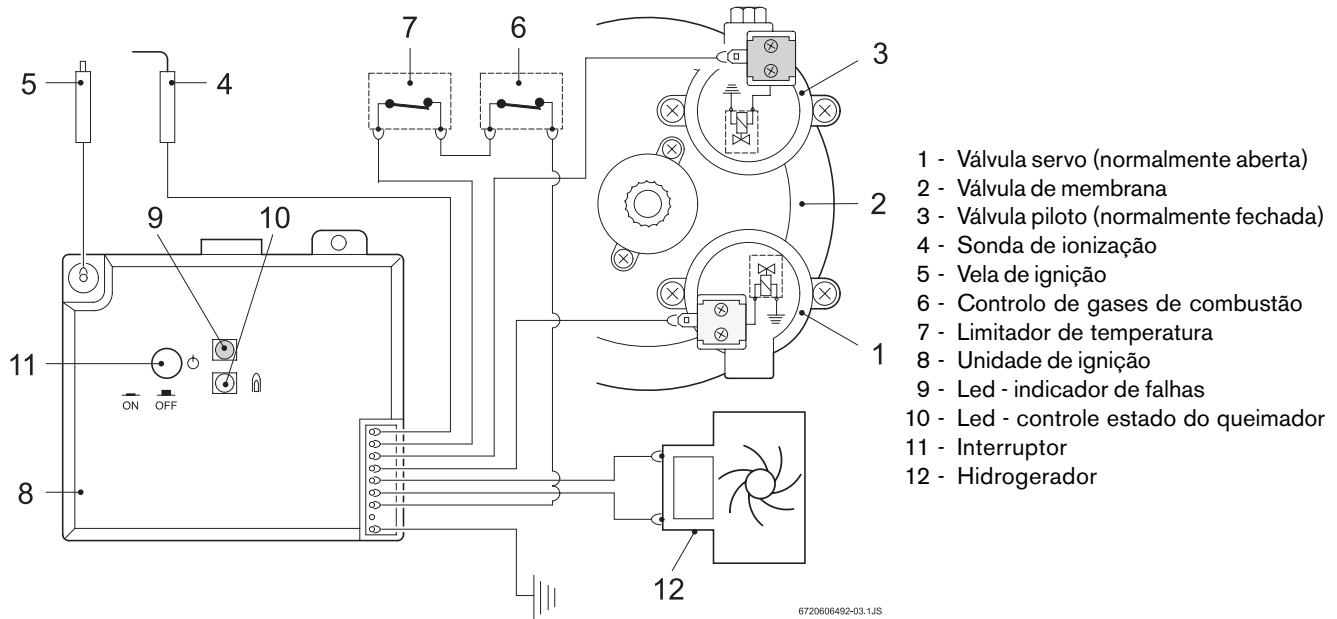 7
6
5
4
3
2
9
10
11
ON
OFF
1
8
12
6720606492-03.1JS
1 - Válvula servo (normalmente aberta)
2 - Válvula de membrana
3 - Válvula piloto (normalmente fechada)
4 - Sonda de ionização
5 - Vela de ignição
6 - Controlo de gases de combustão
7 - Limitador de temperatura
8 - Unidade de ignição
9 - Led - indicador de falhas
10 - Led - controle estado do queimador
11 - Interruptor
12 - Hidrogerador